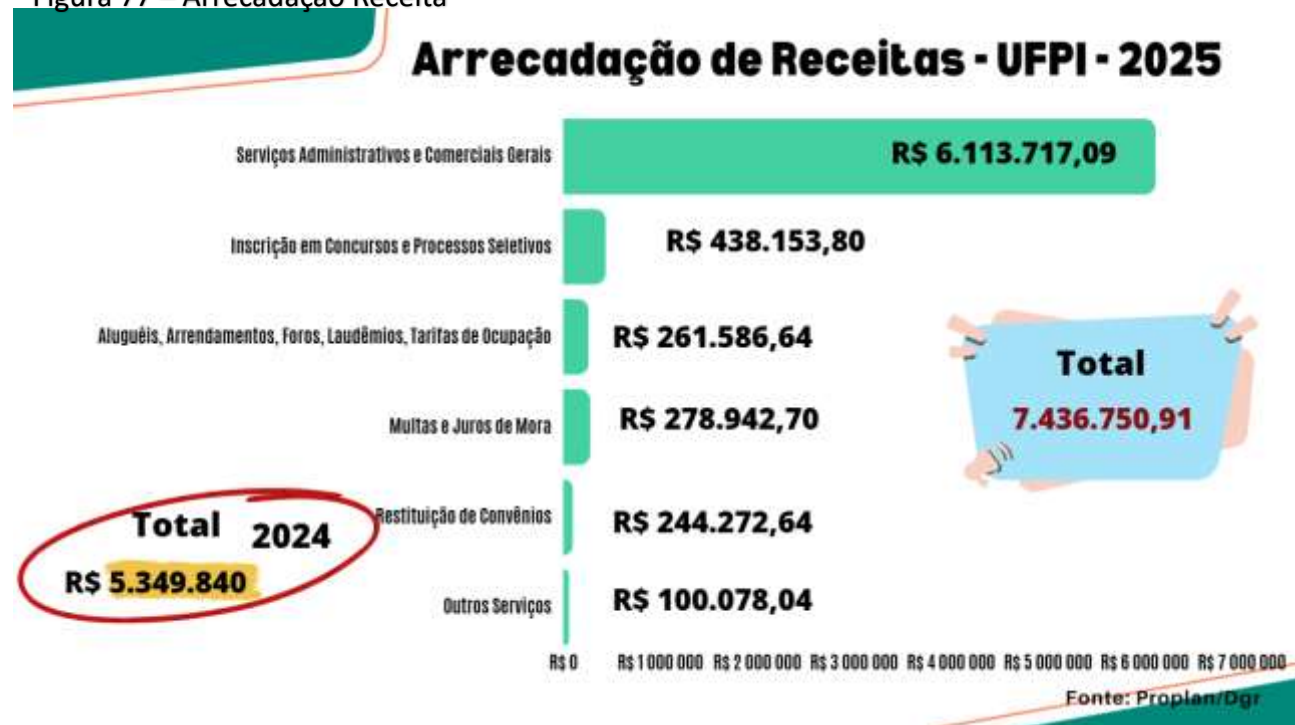 Figura 77 – Arrecadação Receita
Arrecadação de Receitas - UFPI - 2025
Serviços Administrativos e Comerciais Gerais
R$ 6.113.717,09
Inscrição em Concursos e Processos Seletivos
R$ 438.153,80
Aluguéis, Arrendamentos, Foros, Laudêmios, Tarifas de Ocupação
R$ 261.586,64
Multas e Juros de Mora
R$ 278.942,70
Restituição de Convênios
R$ 244.272,64
Outros Serviços
R$ 100.078,04
Total
7.436.750,91
Total 2024
R$ 5.349.840
R$ 0 R$ 1 000 000 R$ 2 000 000 R$ 3 000 000 R$ 4 000 000 R$ 5 000 000 R$ 6 000 000 R$ 7 000 000
Fonte: Proplan/Dgr